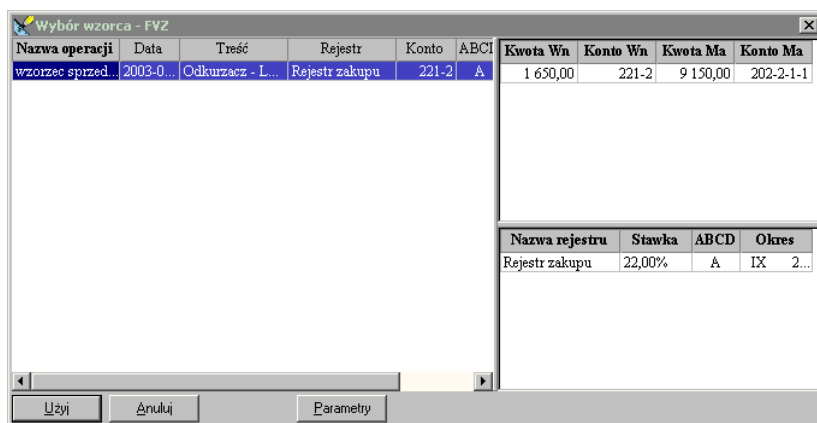 Wybór wzorca - FVZ
Nazwa operacji Data Treść Rejestr Konto ABCI
wzorzec sprzed... 2003-0... Odkurzacz - L... Rejestr zakupu 221-2 A
Kwota Wn Konto Wn Kwota Ma Konto Ma
1 650,00 221-2 9 150,00 202-2-1-1
Nazwa rejestru Stawka ABCD Okres
Rejestr zakupu 22,00% A IX 2...
Użyj Anuluj Parametry